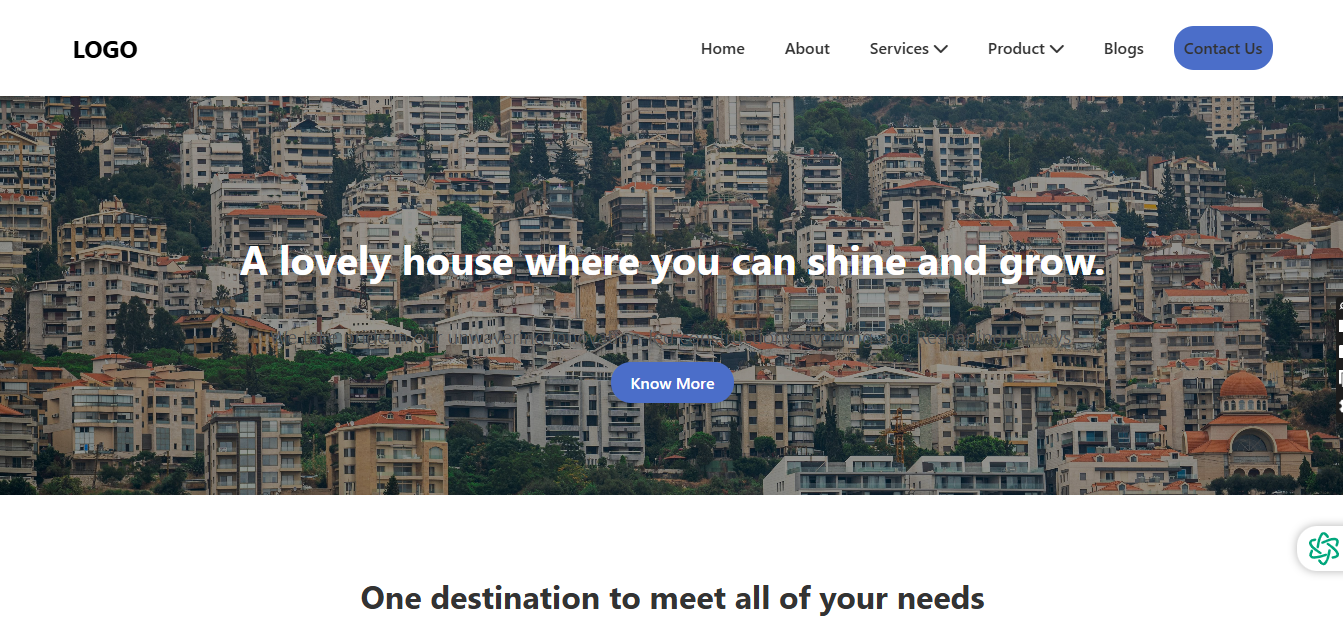 LOGO
Home About Services Product Blogs Contact Us
A lovely house where you can shine and grow.
Know More
One destination to meet all of your needs